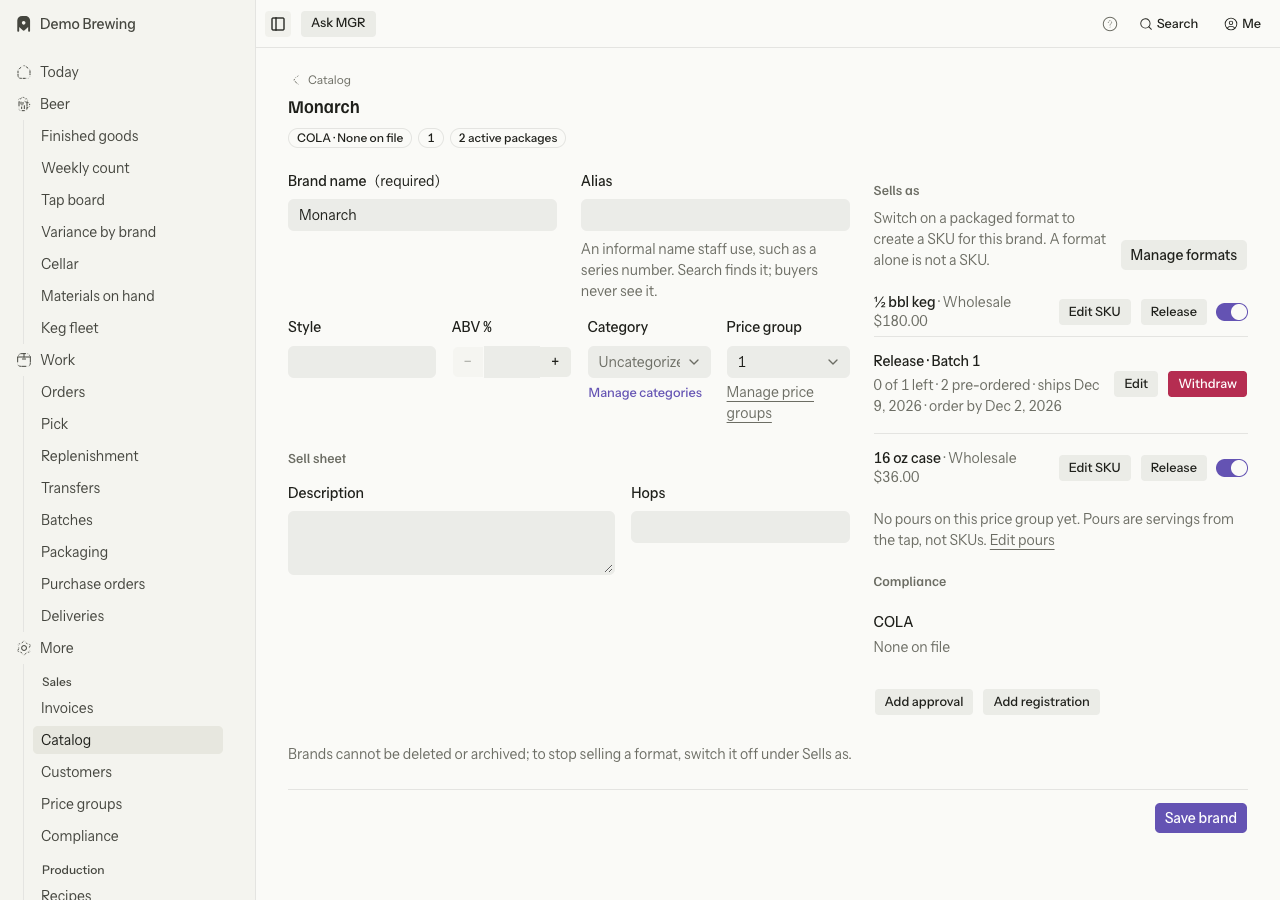 Demo Brewing
Ask MGR
Search
Me
Today
Beer
Finished goods
Weekly count
Tap board
Variance by brand
Cellar
Materials on hand
Keg fleet
Work
Orders
Pick
Replenishment
Transfers
Batches
Packaging
Purchase orders
Deliveries
More
Sales
Invoices
Catalog
Customers
Price groups
Compliance
Production
Recipes
Catalog
Monarch
COLA · None on file
1
2 active packages
Brand name (required)
Monarch
Alias
An informal name staff use, such as a
series number. Search finds it; buyers
never see it.
Style
ABV %
−
+
Category
Uncategorize
Manage categories
Price group
1
Manage price
groups
Sell sheet
Description
Hops
Sells as
Switch on a packaged format to
create a SKU for this brand. A format
alone is not a SKU.
Manage formats
½ bbl keg · Wholesale
$180.00
Edit SKU
Release
Release · Batch 1
0 of 1 left · 2 pre-ordered · ships Dec
9, 2026 · order by Dec 2, 2026
Edit
Withdraw
16 oz case · Wholesale
$36.00
Edit SKU
Release
No pours on this price group yet. Pours are servings from
the tap, not SKUs. Edit pours
Compliance
COLA
None on file
Add approval
Add registration
Brands cannot be deleted or archived; to stop selling a format, switch it off under Sells as.
Save brand